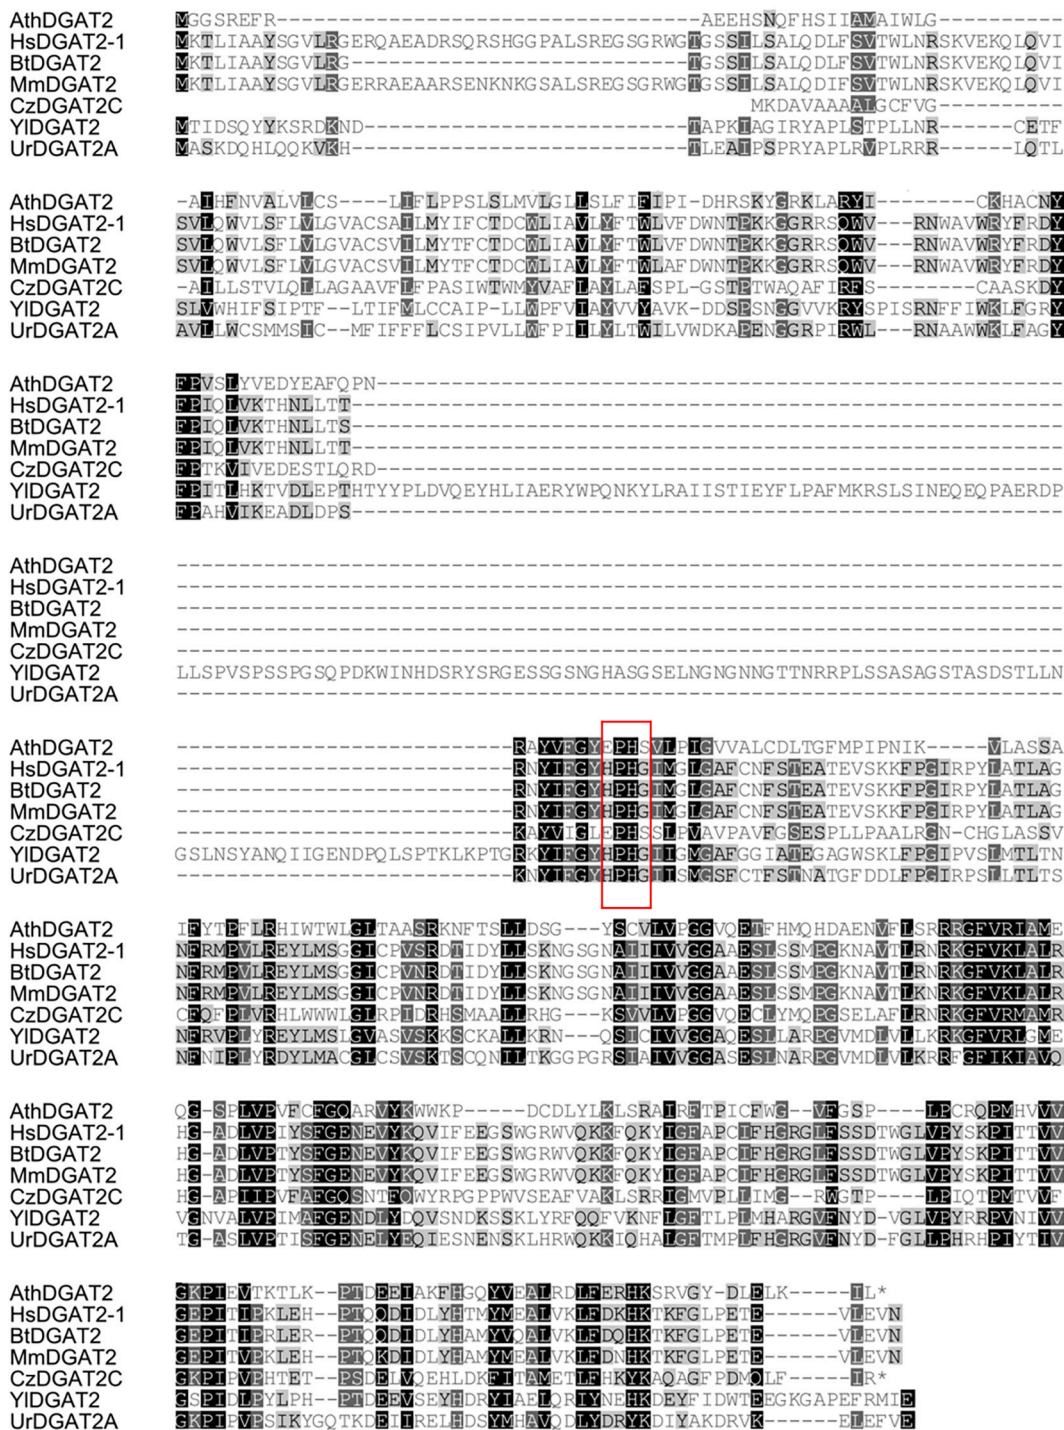 AthDGAT2 MGGSREFR----------------------------------AEEHSNQFHSIIAMAIWLG----------
HsDGAT2-1 MKTLIAAYSGVLRGERQAEADRSQRSHGGPALSREGSGRWGTGSSILSALQDLFSVTWLNRSKVEKQLQVI
BtDGAT2 MKTLIAAYSGVLRG---------------------------TGSSILSALQDLFSVTWLNRSKVEKQLQVI
MmDGAT2 MKTLIAAYSGVLRGERRAEAARSENKNKGSALSREGSGRWGTGSSILSALQDIFSVTWLNRSKVEKQLQVI
CzDGAT2C MKDAVAAAALGCFVG----------
YlDGAT2 MTIDSQYYKSRDKND--------------------------TAPKIAGIRYAPLSTPLLNR------CETF
UrDGAT2A MASKDQHLQQKVKH---------------------------TLEAIPSPRYAPLRVPLRRR------LQTL
AthDGAT2 -AIHFNVALVLCS---LIFLPPSLSLMVLGLLSLFIFIPI-DHRSKYGRKLARYI--------CKHACNY
HsDGAT2-1 SVLQWVLSFLVLGVACSAILMYIFCTDCWLIAVLYFTWLVFDWNTPKKGGRRSQWV---RNWAVWRYFRDY
BtDGAT2 SVLQWVLSFLVLGVACSVILMYTFCTDCWLIAVLYFTWLVFDWNTPKKGGRRSQWV---RNWAVWRYFRDY
MmDGAT2 SVLQWVLSFLVLGVACSVILMYTFCTDCWLIAVLYFTWLAFDWNTPKKGGRRSQWV---RNWAVWRYFRDY
CzDGAT2C -AILLSTVLQLLAGAAVFLFPASIWTWMYVAFLAYLAFSPL-GSTPTWAQAFIRFS-------CAASKDY
YlDGAT2 SLVWHIFSIPTF--LTIFMLCCAIP-LLWPFVIAYVVYAVK-DDSPSNGGVVKRYSPISRNFFIWKLFGRY
UrDGAT2A AVLLWCSMMSIC--MFIFFFLCSIPVLLWFPIILYLTWILVWDKAPENGGRPIRWL---RNAAWWKLFAGY
AthDGAT2 FPVSLYVEDYEAFQPN-------------------------------------------------------
HsDGAT2-1 FPIQLVKTHNLLTT---------------------------------------------------------
BtDGAT2 FPIQLVKTHNLLTS---------------------------------------------------------
MmDGAT2 FPIQLVKTHNLLTT---------------------------------------------------------
CzDGAT2C FPTKVIVEDESTLQRD-------------------------------------------------------
YlDGAT2 FPITLHKTVDLEPTHTYYPLDVQEYHLIAERYWPQNKYLRAIISTIEYFLPAFMKRSLSINEQEQPAERDP
UrDGAT2A FPAHVIKEADLDPS---------------------------------------------------------
AthDGAT2 -----------------------------------------------------------------------
HsDGAT2-1 -----------------------------------------------------------------------
BtDGAT2 -----------------------------------------------------------------------
MmDGAT2 -----------------------------------------------------------------------
CzDGAT2C -----------------------------------------------------------------------
YlDGAT2 LLSPVSPSSPGSQPDKWINHDSRYSRGESSGSNGHASGSELNGNGNNGTTNRRPLSSASAGSTASDSTLLN
UrDGAT2A -----------------------------------------------------------------------
AthDGAT2 ---------------------------RAYVFGYEPHSVLPIGVVALCDLTGFMPIPNIK-----VLASSA
HsDGAT2-1 ---------------------------RNYIFGYHPHGIMGLGAFCNFSTEATEVSKKFPGIRPYLATLAG
BtDGAT2 ---------------------------RNYIFGYHPHGIMGLGAFCNFSTEATEVSKKFPGIRPYLATLAG
MmDGAT2 ---------------------------RNYIFGYHPHGIMGLGAFCNFSTEATEVSKKFPGIRPYLATLAG
CzDGAT2C ---------------------------KAYVIGLEPHSSLPVAVPAVFGSESPLLPAALRGN-CHGLASSV
YlDGAT2 GSLNSYANQIIGENDPQLSPTKLKPTGRKYIFGYHPHGIIGMGAFGGIATEGAGWSKLFPGIPVSLMTLTN
UrDGAT2A ---------------------------KNYIFGYHPHGIISMGSFCTFSTNATGFDDLFPGIRPSLLTLTS
AthDGAT2 IFYTPFLRHIWTWLGLTAASRKNFTSLLDSG---YSCVLVPGGVQETFHMQHDAENVFLSRRRGFVRIAME
HsDGAT2-1 NFRMPVLREYLMSGGICPVSRDTIDYLLSKNGSGNAIIIVVGGAAESLSSMPGKNAVTLRNRKGFVKLALR
BtDGAT2 NFRMPVLREYLMSGGICPVNRDTIDYLLSKNGSGNAIIIVVGGAAESLSSMPGKNAVTLRNRKGFVKLALR
MmDGAT2 NFRMPVLREYLMSGGICPVNRDTIDYLLSKNGSGNAIIIVVGGAAESLSSMPGKNAVTLKNRKGFVKLALR
CzDGAT2C CFQFPLVRHLWWWLGLRPIDRHSMAALLRHG---KSVVLVPGGVQECLYMQPGSELAFLRNRKGFVRMAMR
YlDGAT2 NFRVPLYREYLMSLGVASVSKKSCKALLKRN---QSICIVVGGAQESLLARPGVMDLVLLKRKGFVRLGME
UrDGAT2A NFNIPLYRDYLMACGLCSVSKTSCQNILTKGGPGRSIAIVVGGASESLNARPGVMDLVLKRRFGFIKIAVQ
AthDGAT2 QG-SPLVPVFCFGQARVYKWWKP-----DCDLYLKLSRAIRFTPICFWG--VFGSP----LPCRQPMHVVV
HsDGAT2-1 HG-ADLVPIYSFGENEVYKQVIFEEGSWGRWVQKKFQKYIGFAPCIFHGRGLFSSDTWGLVPYSKPITTVV
BtDGAT2 HG-ADLVPTYSFGENEVYKQVIFEEGSWGRWVQKKFQKYIGFAPCIFHGRGLFSSDTWGLVPYSKPITTVV
MmDGAT2 HG-ADLVPTYSFGENEVYKQVIFEEGSWGRWVQKKFQKYIGFAPCIFHGRGLFSSDTWGLVPYSKPITTVV
CzDGAT2C HG-APIIPVFAFGQSNTFQWYRPGPPWVSEAFVAKLSRRIGMVPLLIMG--RWGTP----LPIQTPMTVVF
YlDGAT2 VGNVALVPIMAFGENDLYDQVSNDKSSKLYRFQQFVKNFLGFTLPLMHARGVFNYD-VGLVPYRRPVNIVV
UrDGAT2A TG-ASLVPTISFGENELYEQIESNENSKLHRWQKKIQHALGFTMPLFHGRGVFNYD-FGLLPHRHPIYTIV
AthDGAT2 GKPIEVTKTLK--PTDEEIAKFHGQYVEALRDLFERHKSRVGY-DLELK-----IL*
HsDGAT2-1 GEPITIPKLEH--PTQQDIDLYHTMYMEALVKLFDKHKTKFGLPETE-------VLEVN
BtDGAT2 GEPITIPRLER--PTQQDIDLYHAMYVQALVKLFDQHKTKFGLPETE-------VLEVN
MmDGAT2 GEPITVPKLEH--PTQKDIDLYHAMYMEALVKLFDNHKTKFGLPETE-------VLEVN
CzDGAT2C GKPIPVPHTET--PSDELVQEHLDKFITAMETLFHKYKAQAGFPDMQLF-----IR*
YlDGAT2 GSPIDLPYLPH--PTDEEVSEYHDRYIAELQRIYNEHKDEYFIDWTEEGKGAPEFRMIE
UrDGAT2A GKPIPVPSIKYGQTKDEIIRELHDSYMHAVQDLYDRYKDIYAKDRVK------ELEFVE